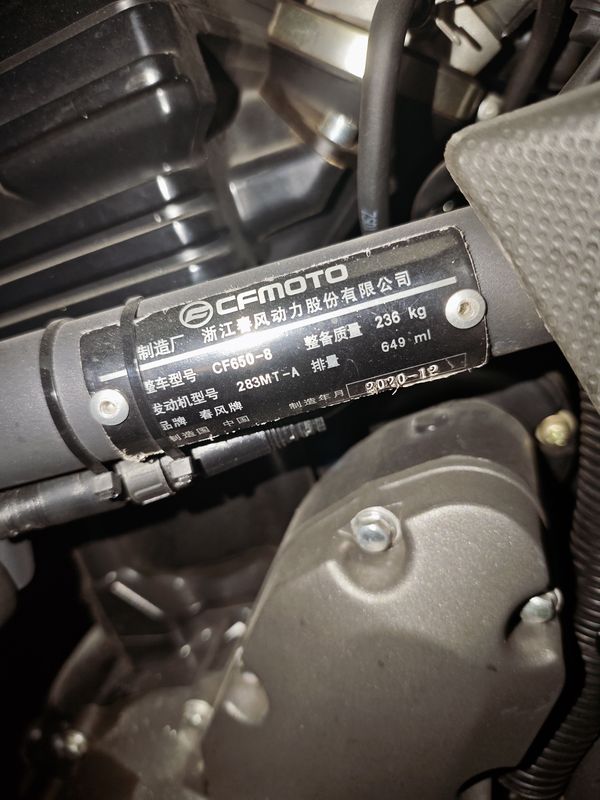 CFMOTO
制造厂 浙江春风动力股份有限公司
整车型号 CF650-8 整备质量 236 kg
发动机型号 283MT-A 排量 649 ml
品牌 春风牌
制造国 中国 制造年月 2020-12